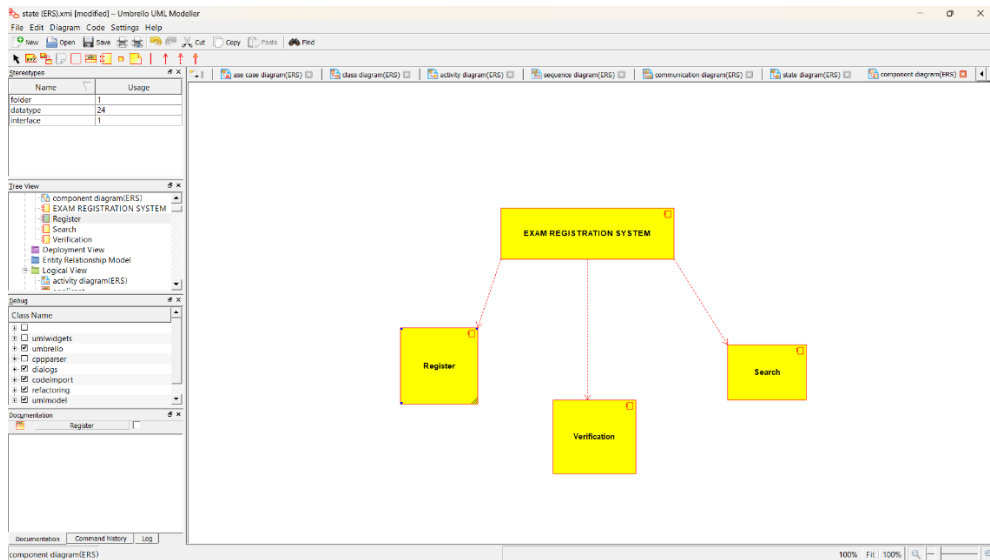 state (ERS).xmi [modified] – Umbrello UML Modeller
File Edit Diagram Code Settings Help
New Open Save Cut Copy Paste Find
Stereotypes
Name Usage
folder 1
datatype 24
interface 1
Tree View
component diagram(ERS)
EXAM REGISTRATION SYSTEM
Register
Search
Verification
Deployment View
Entity Relationship Model
Logical View
activity diagram(ERS)
Debug
Class Name
umlwidgets
umbrello
cppparser
dialogs
codeimport
refactoring
umlmodel
Documentation
Register
Documentation Command history Log
component diagram(ERS)
use case diagram(ERS) class diagram(ERS) activity diagram(ERS) sequence diagram(ERS) communication diagram(ERS) state diagram(ERS) component diagram(ERS)
EXAM REGISTRATION SYSTEM
Register
Search
Verification
100% Fit 100%